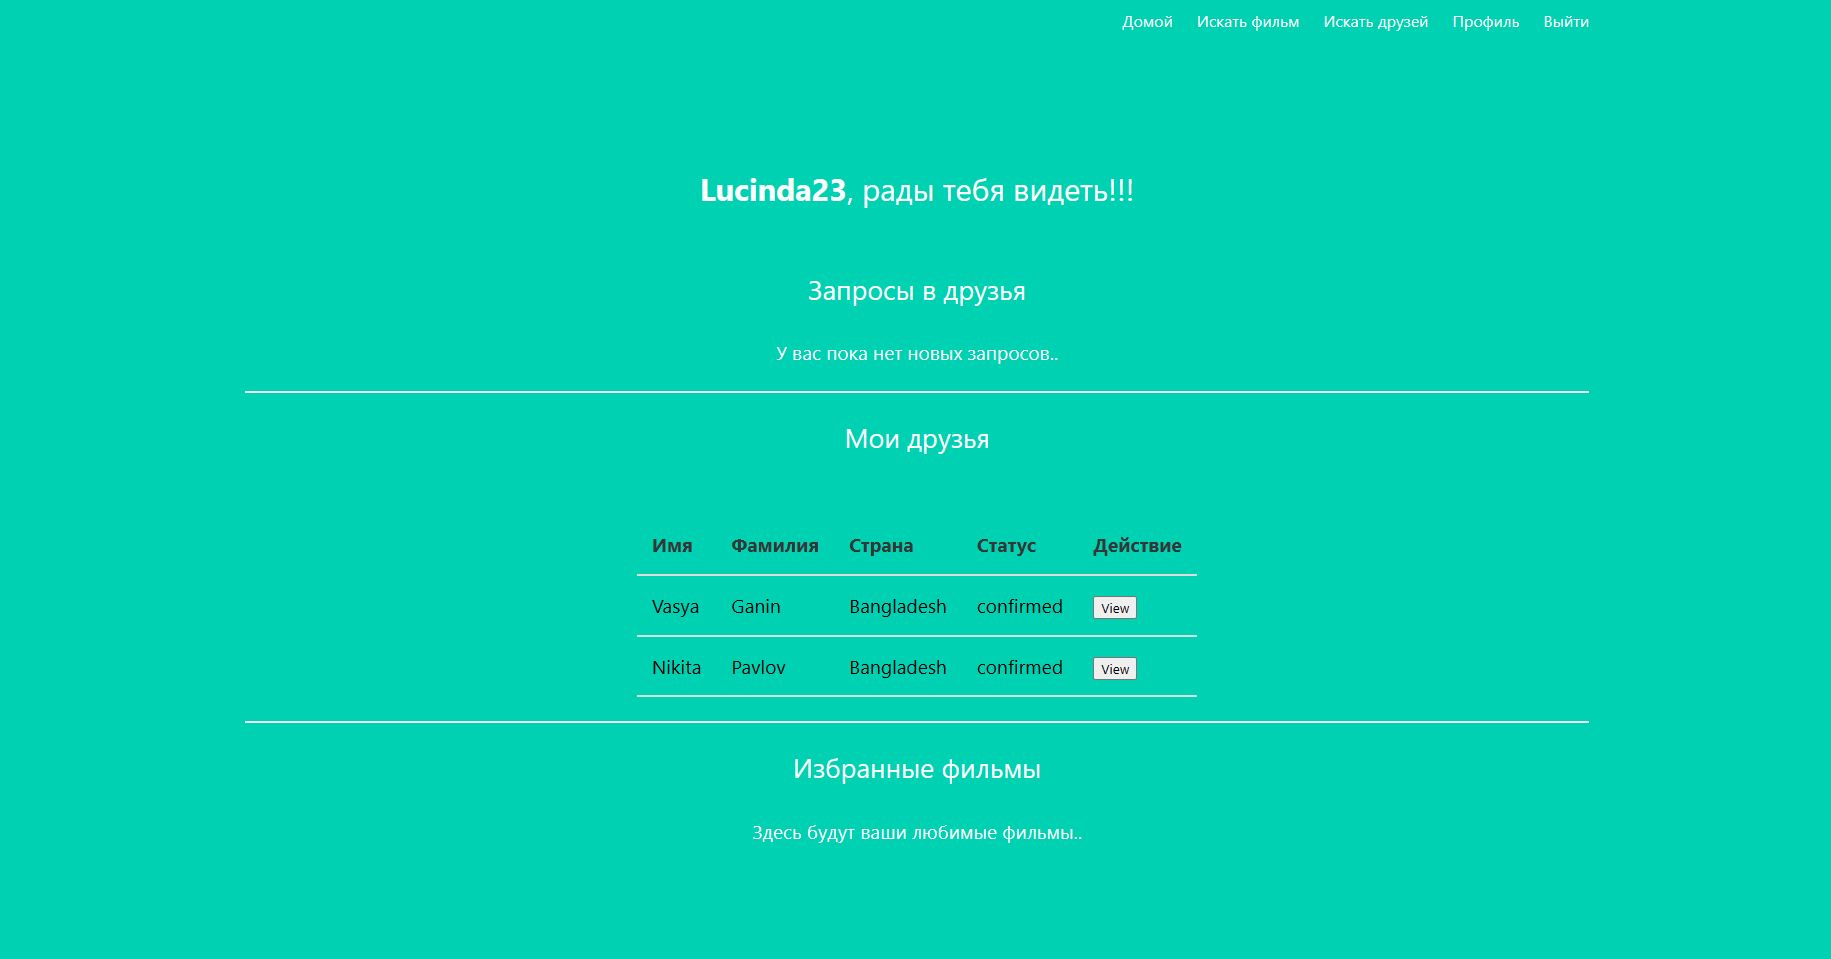 Домой Искать фильм Искать друзей Профиль Выйти
Lucinda23, рады тебя видеть!!!
Запросы в друзья
У вас пока нет новых запросов..
Мои друзья
Имя Фамилия Страна Статус Действие
Vasya Ganin Bangladesh confirmed View
Nikita Pavlov Bangladesh confirmed View
Избранные фильмы
Здесь будут ваши любимые фильмы..